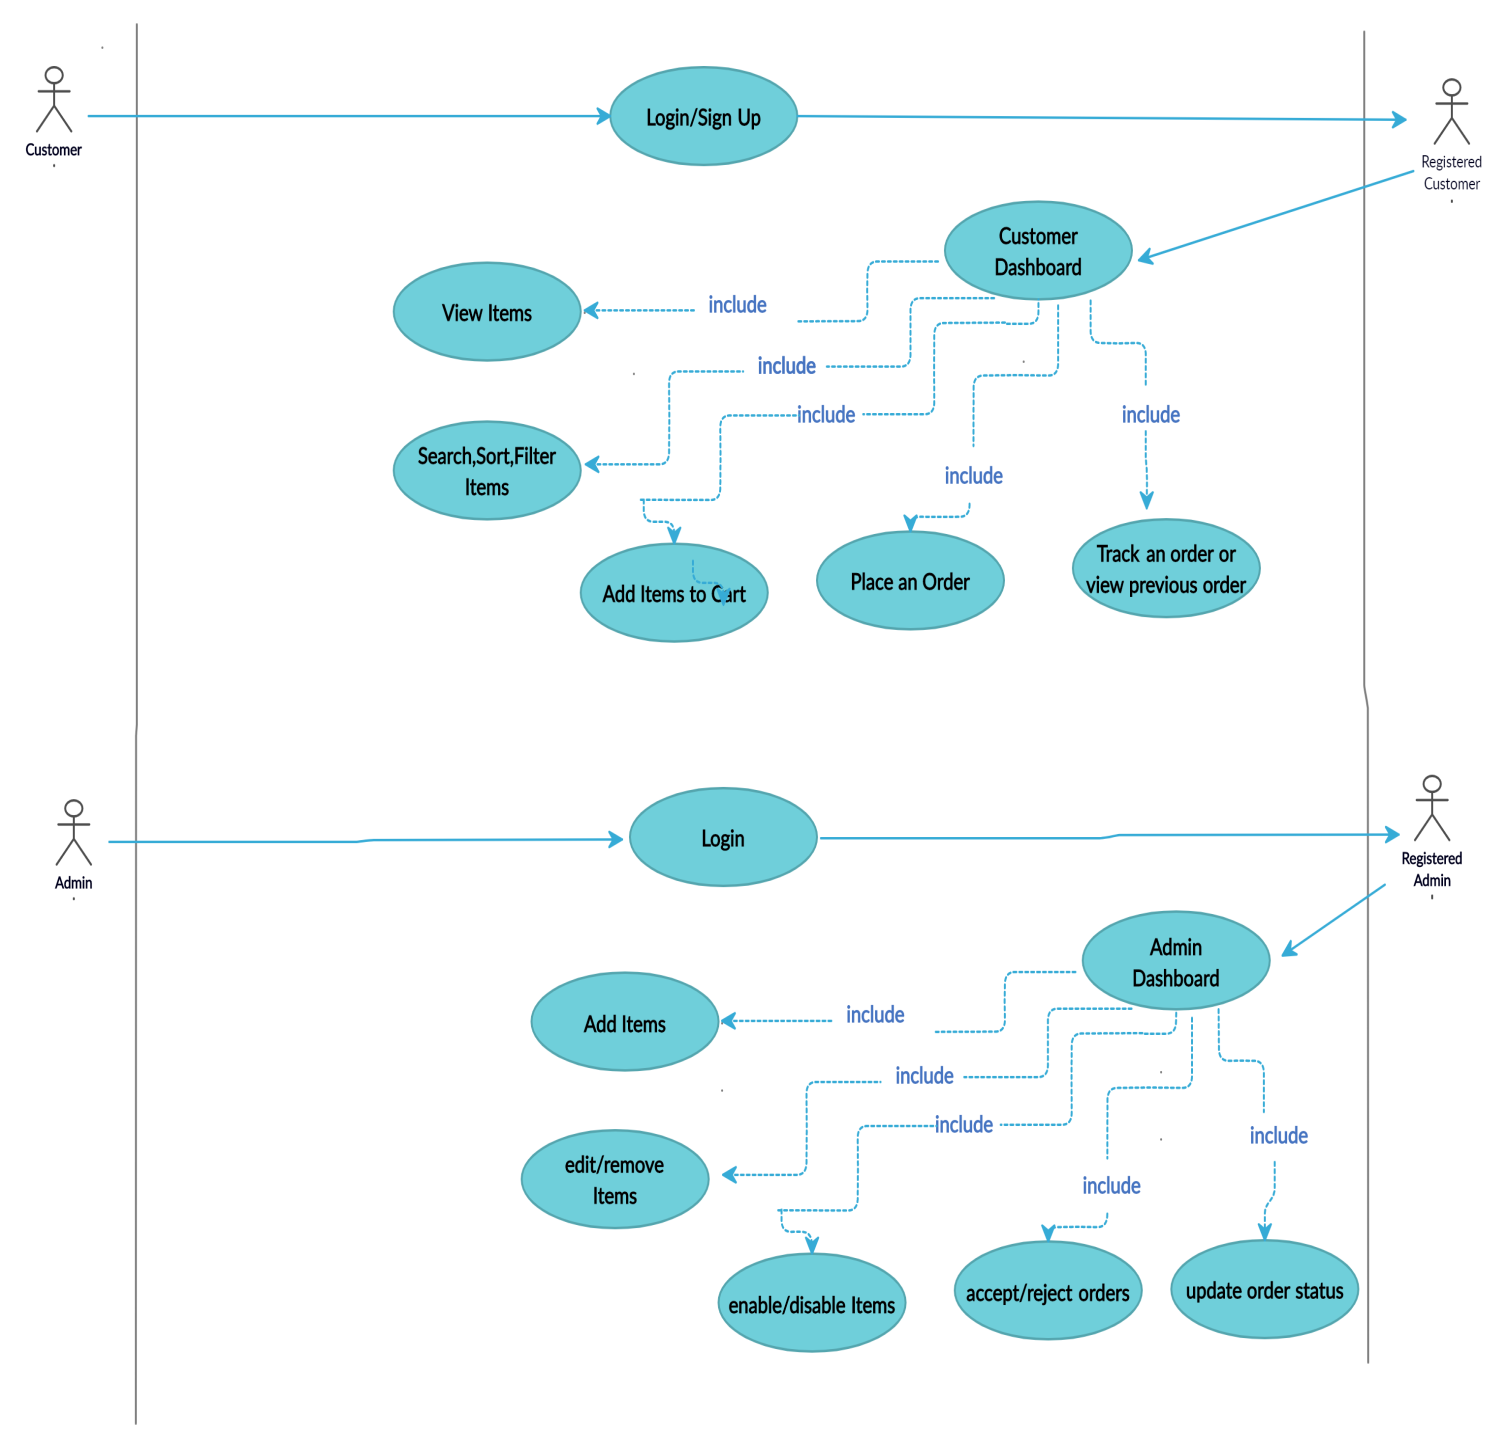 Login/Sign Up
Customer
Registered
Customer
Customer
Dashboard
View Items
include
include
include
include
include
Search,Sort,Filter
Items
Add Items to Cart
Place an Order
Track an order or
view previous order
Admin
Login
Registered
Admin
Admin
Dashboard
Add Items
include
include
include
include
include
edit/remove
Items
enable/disable Items
accept/reject orders
update order status